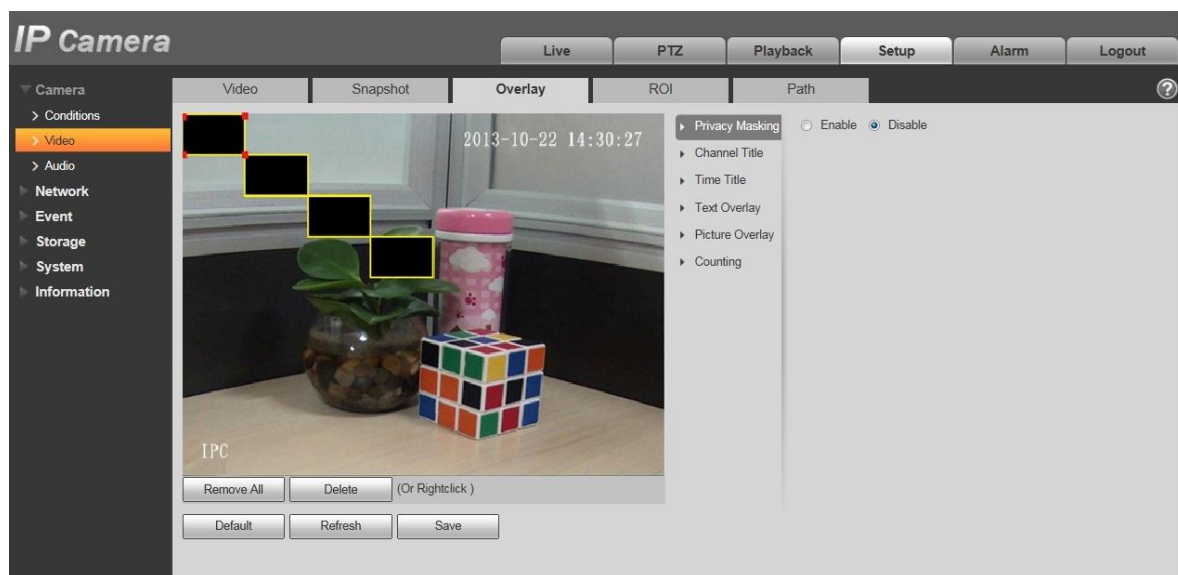 IP Camera
Live PTZ Playback Setup Alarm Logout
Camera
Conditions
Video
Audio
Network
Event
Storage
System
Information
Video Snapshot Overlay ROI Path ?
2013-10-22 14:30:27
IPC
Privacy Masking Enable Disable
Channel Title
Time Title
Text Overlay
Picture Overlay
Counting
Remove All Delete (Or Rightclick )
Default Refresh Save